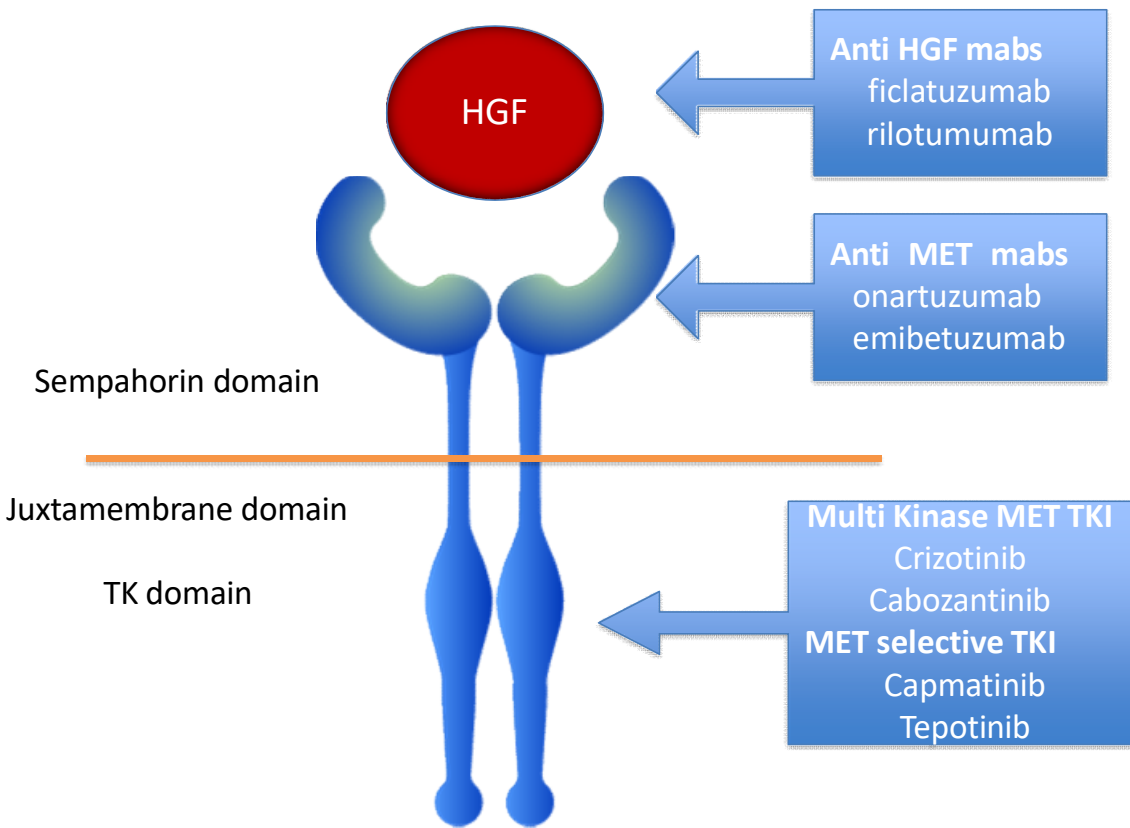 HGF
Anti HGF mabs
ficlatuzumab
rilotumumab
Anti MET mabs
onartuzumab
emibetuzumab
Sempahorin domain
Juxtamembrane domain
TK domain
Multi Kinase MET TKI
Crizotinib
Cabozantinib
MET selective TKI
Capmatinib
Tepotinib